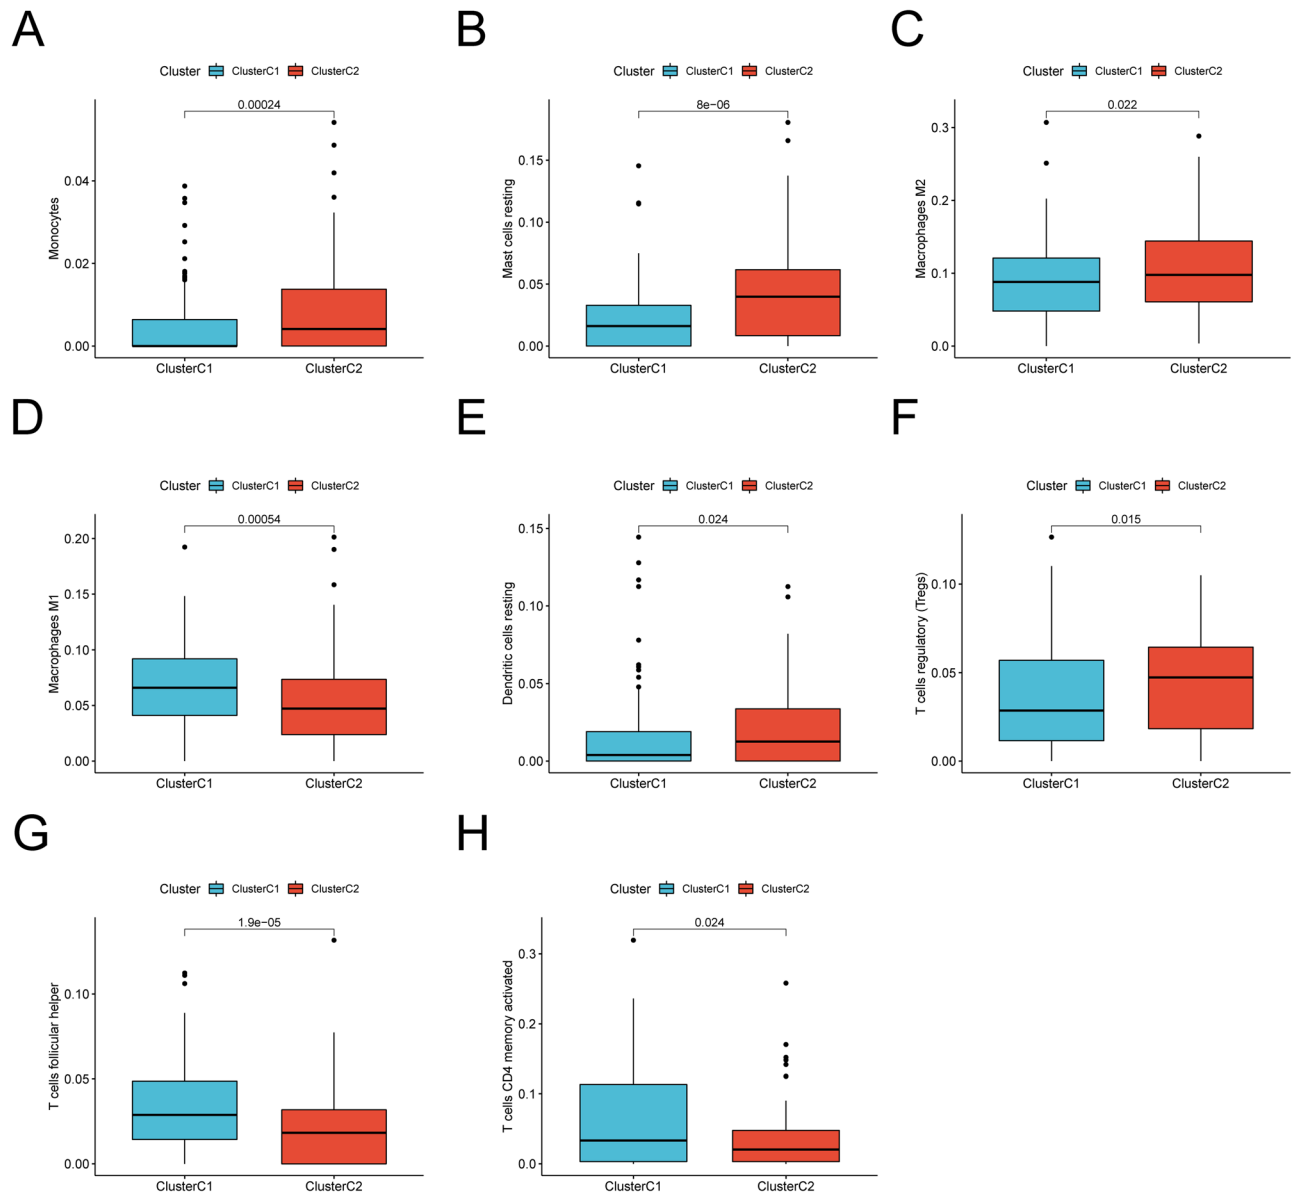 A
Cluster ClusterC1 ClusterC2
0.00024
Monocytes
0.04
0.02
0.00
ClusterC1 ClusterC2
B
Cluster ClusterC1 ClusterC2
8e−06
Mast cells resting
0.15
0.10
0.05
0.00
ClusterC1 ClusterC2
C
Cluster ClusterC1 ClusterC2
0.022
Macrophages M2
0.3
0.2
0.1
0.0
ClusterC1 ClusterC2
D
Cluster ClusterC1 ClusterC2
0.00054
Macrophages M1
0.20
0.15
0.10
0.05
0.00
ClusterC1 ClusterC2
E
Cluster ClusterC1 ClusterC2
0.024
Dendritic cells resting
0.15
0.10
0.05
0.00
ClusterC1 ClusterC2
F
Cluster ClusterC1 ClusterC2
0.015
T cells regulatory (Tregs)
0.10
0.05
0.00
ClusterC1 ClusterC2
G
Cluster ClusterC1 ClusterC2
1.9e−05
T cells follicular helper
0.10
0.05
0.00
ClusterC1 ClusterC2
H
Cluster ClusterC1 ClusterC2
0.024
T cells CD4 memory activated
0.3
0.2
0.1
0.0
ClusterC1 ClusterC2